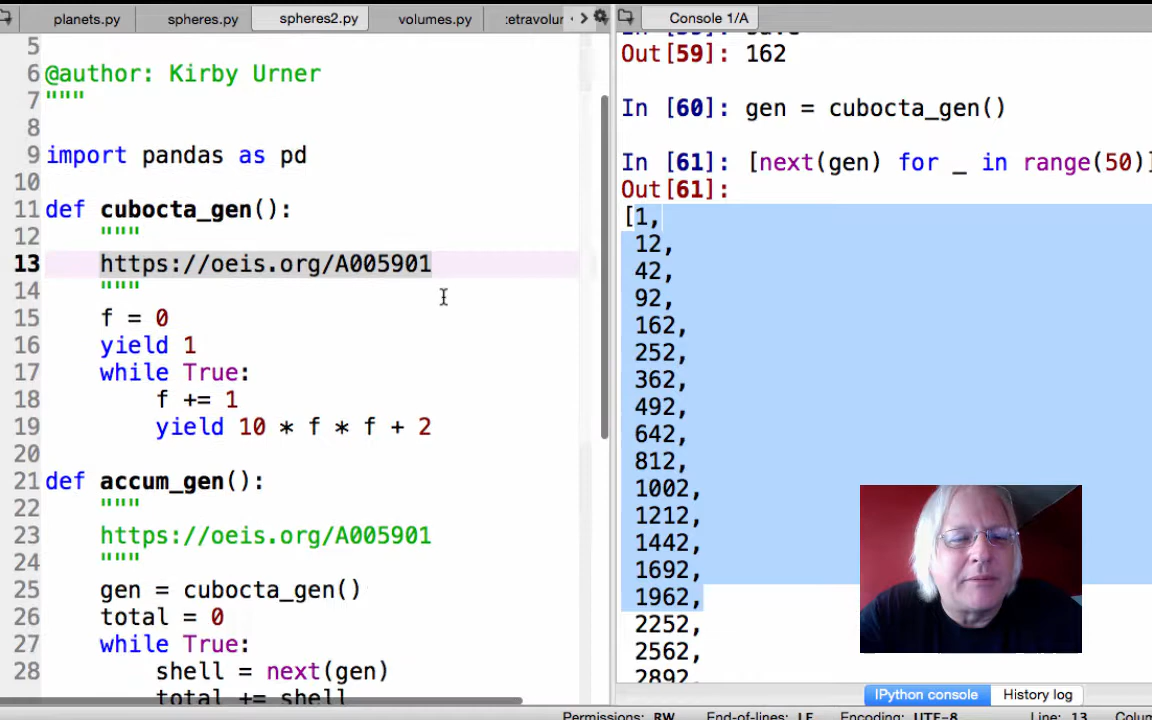 planets.py
spheres.py
spheres2.py
volumes.py
Console 1/A
5
6 @author: Kirby Urner
7 """
8
9 import pandas as pd
10
11 def cubocta_gen():
12 """
13 https://oeis.org/A005901
14 """
15 f = 0
16 yield 1
17 while True:
18 f += 1
19 yield 10 * f * f + 2
20
21 def accum_gen():
22 """
23 https://oeis.org/A005901
24 """
25 gen = cubocta_gen()
26 total = 0
27 while True:
28 shell = next(gen)
total += shell
Out[59]: 162
In [60]: gen = cubocta_gen()
In [61]: [next(gen) for _ in range(50)]
Out[61]:
[1,
12,
42,
92,
162,
252,
362,
492,
642,
812,
1002,
1212,
1442,
1692,
1962,
2252,
2562,
2892,
IPython console
History log
Permissions: RW End-of-lines: LF Encoding: UTF-8 Line: 13